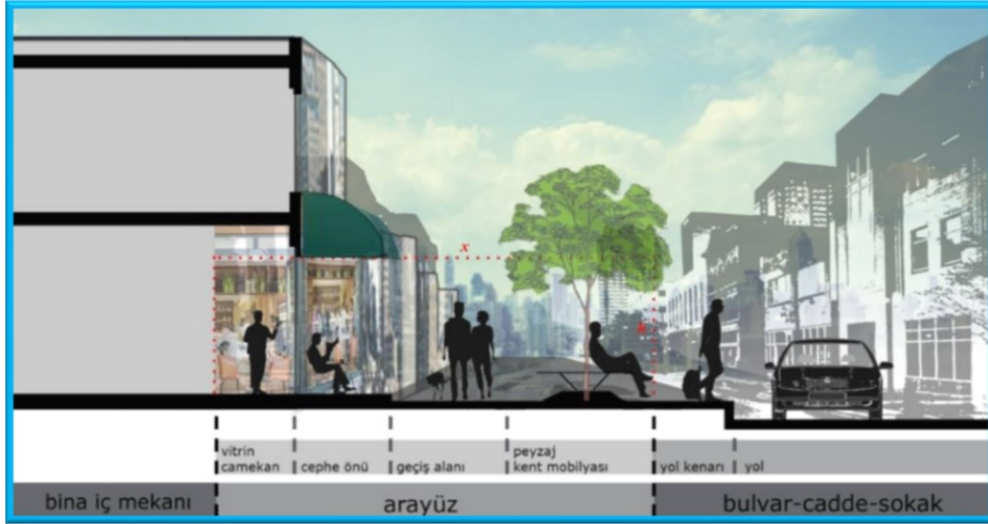 x
h
vitrin
camekan
cephe önü
geçiş alanı
peyzaj
kent mobilyası
yol kenarı
yol
bina iç mekanı
arayüz
bulvar-cadde-sokak